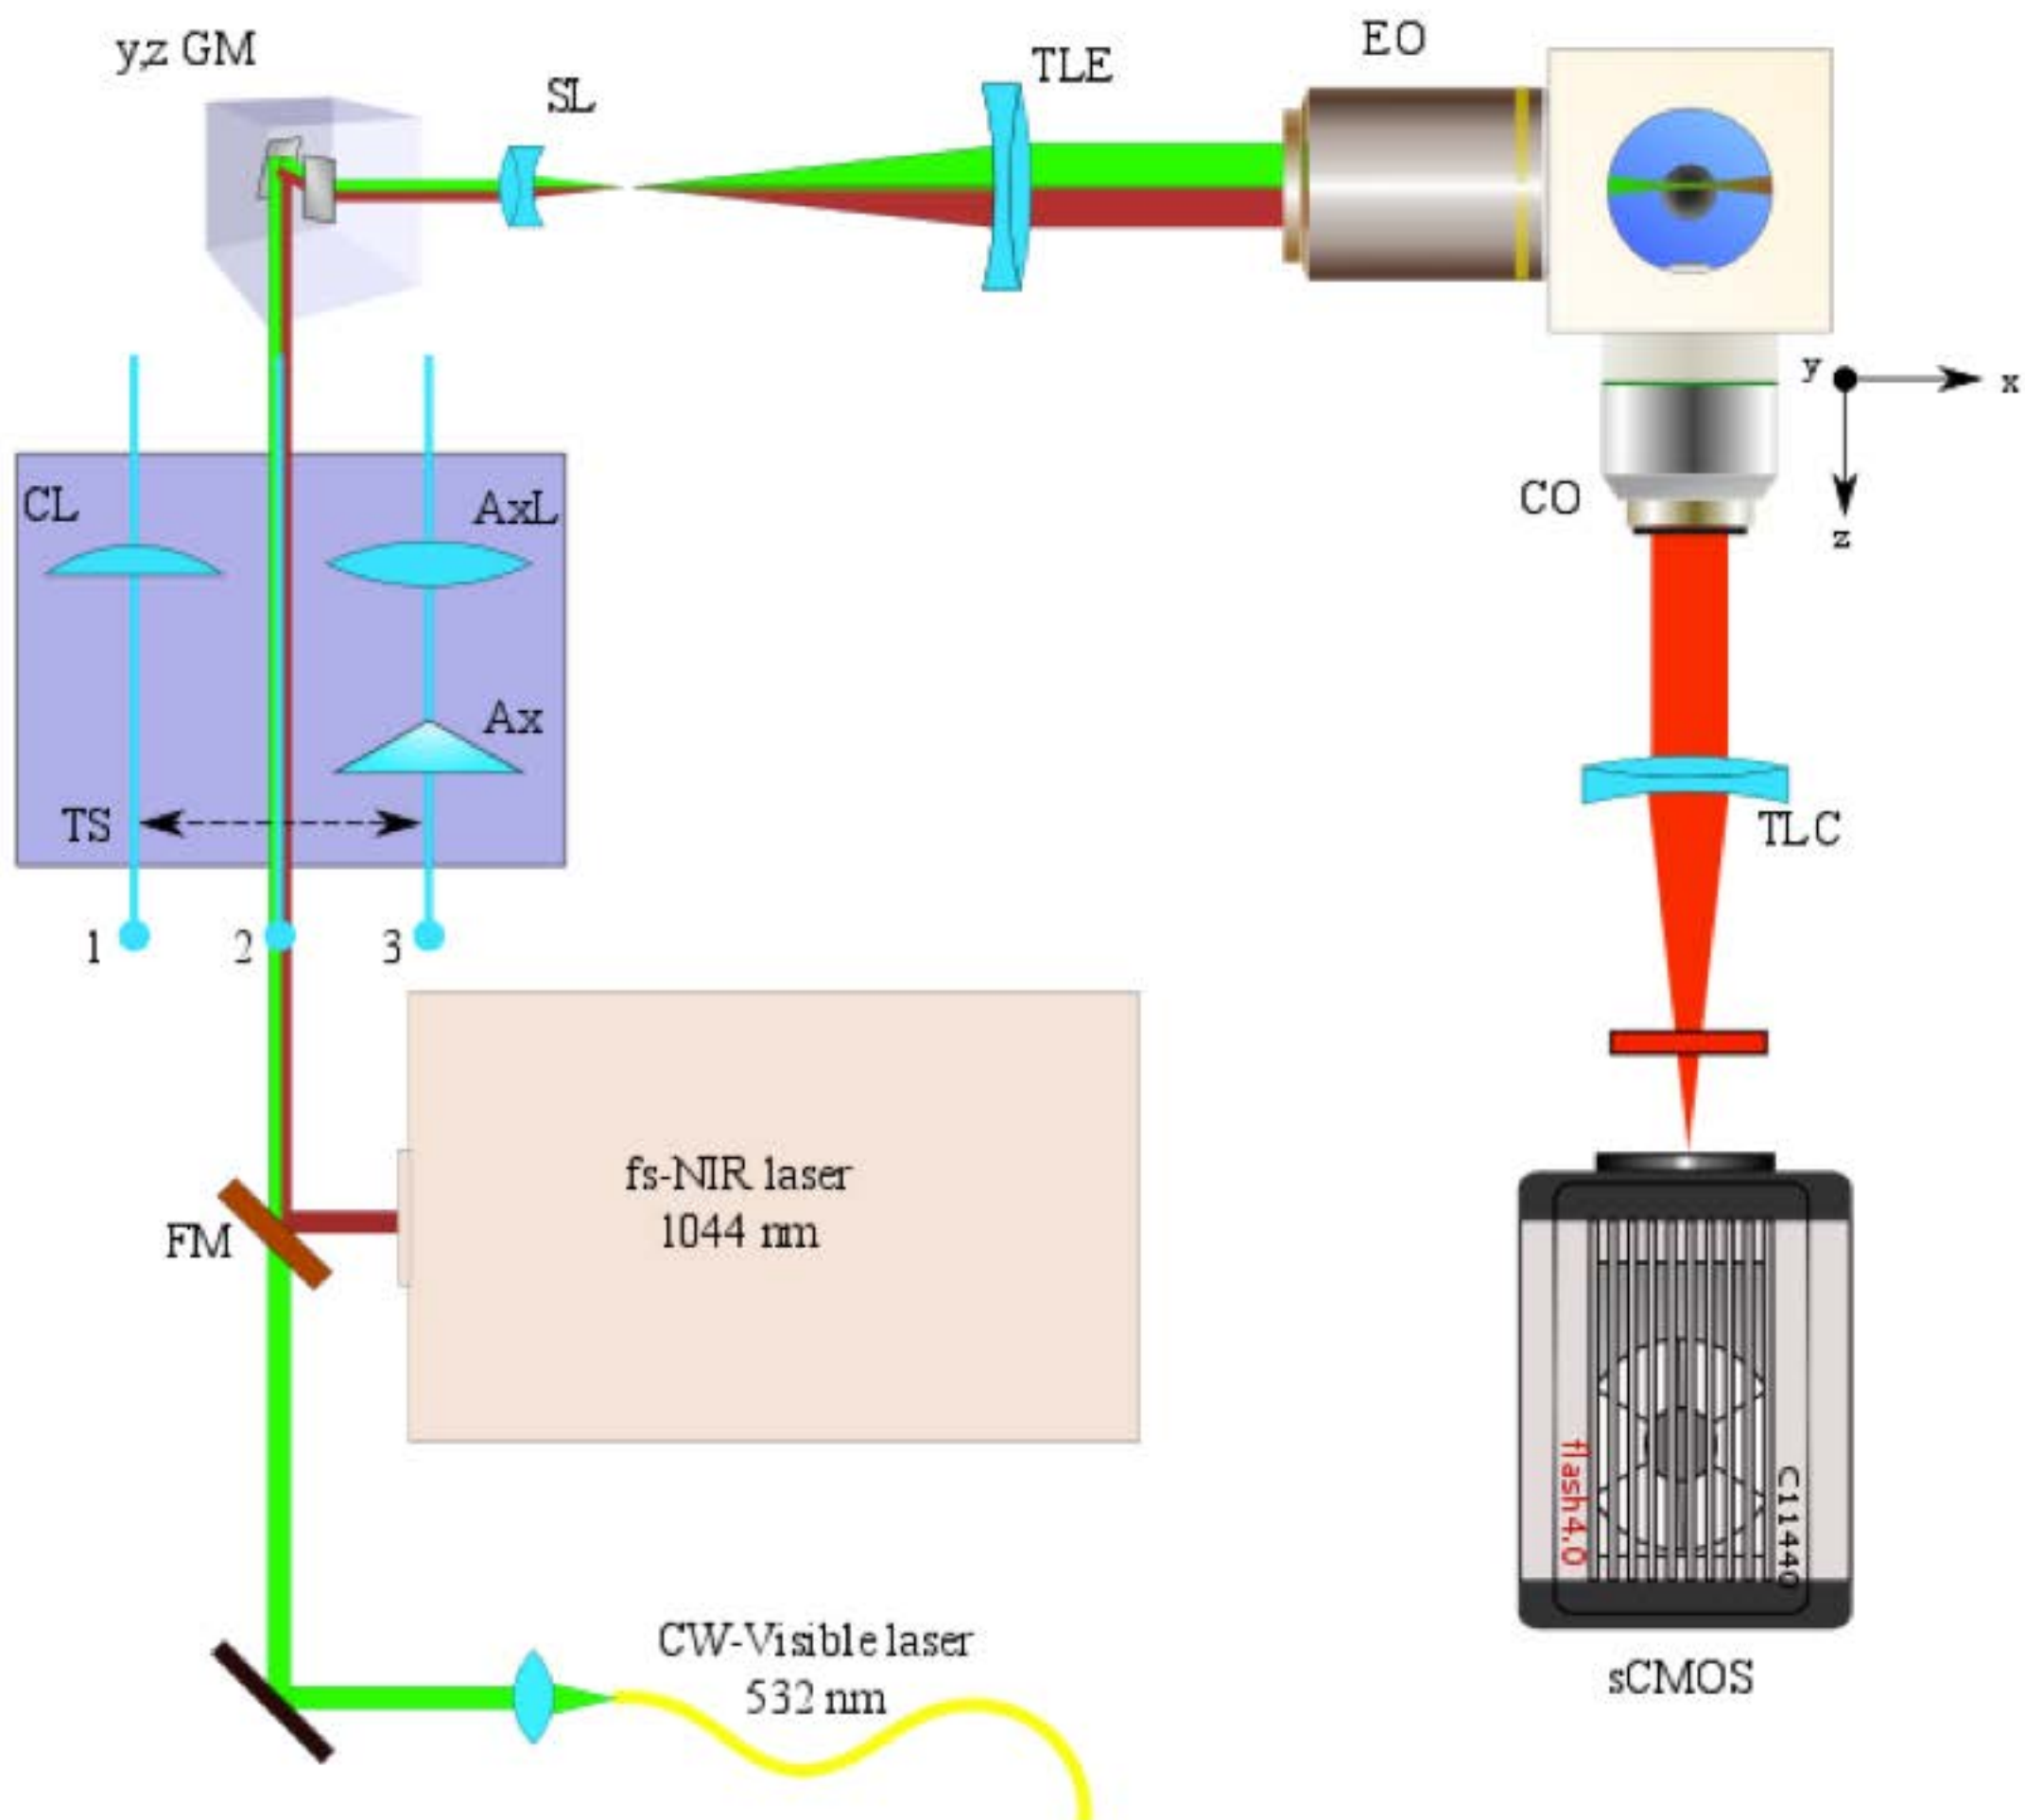 y,z GM
SL
TLE
EO
y
x
z
CO
CL
AxL
Ax
TS
TLC
1
2
3
fs-NIR laser
1044 nm
FM
flash4.0
C11440
CW-Visible laser
532 nm
sCMOS